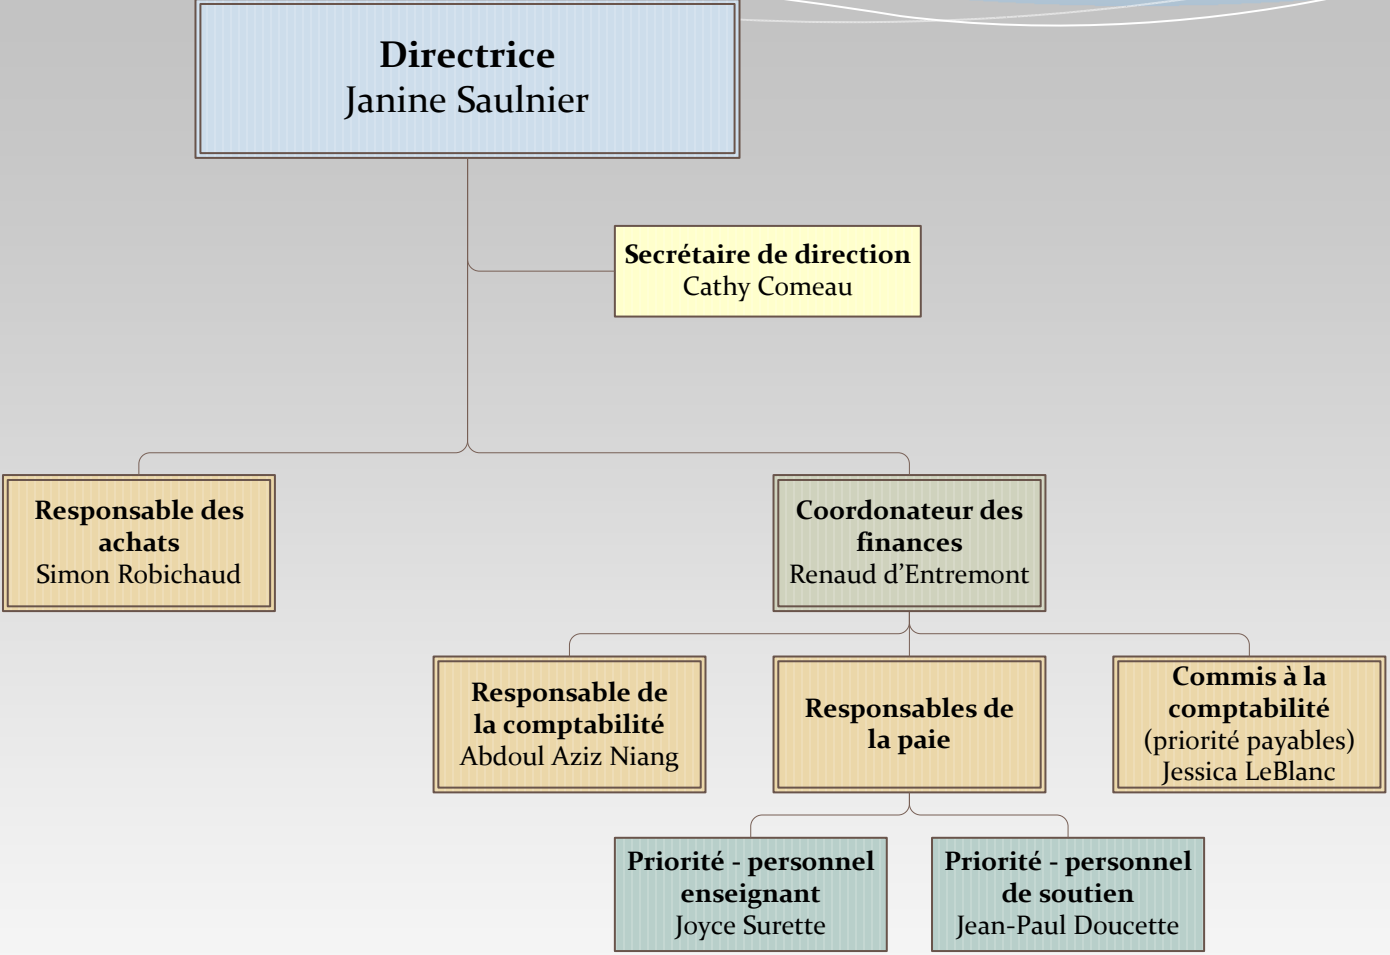 Directrice
Janine Saulnier
Secrétaire de direction
Cathy Comeau
Responsable des
achats
Simon Robichaud
Coordonateur des
finances
Renaud d’Entremont
Responsable de
la comptabilité
Abdoul Aziz Niang
Responsables de
la paie
Commis à la
comptabilité
(priorité payables)
Jessica LeBlanc
Priorité - personnel
enseignant
Joyce Surette
Priorité - personnel
de soutien
Jean-Paul Doucette